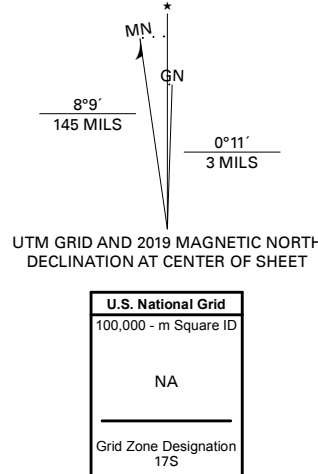 ★
MN
GN
8°9´
145 MILS
0°11´
3 MILS
UTM GRID AND 2019 MAGNETIC NORTH
DECLINATION AT CENTER OF SHEET
U.S. National Grid
100,000 - m Square ID
NA
Grid Zone Designation
17S